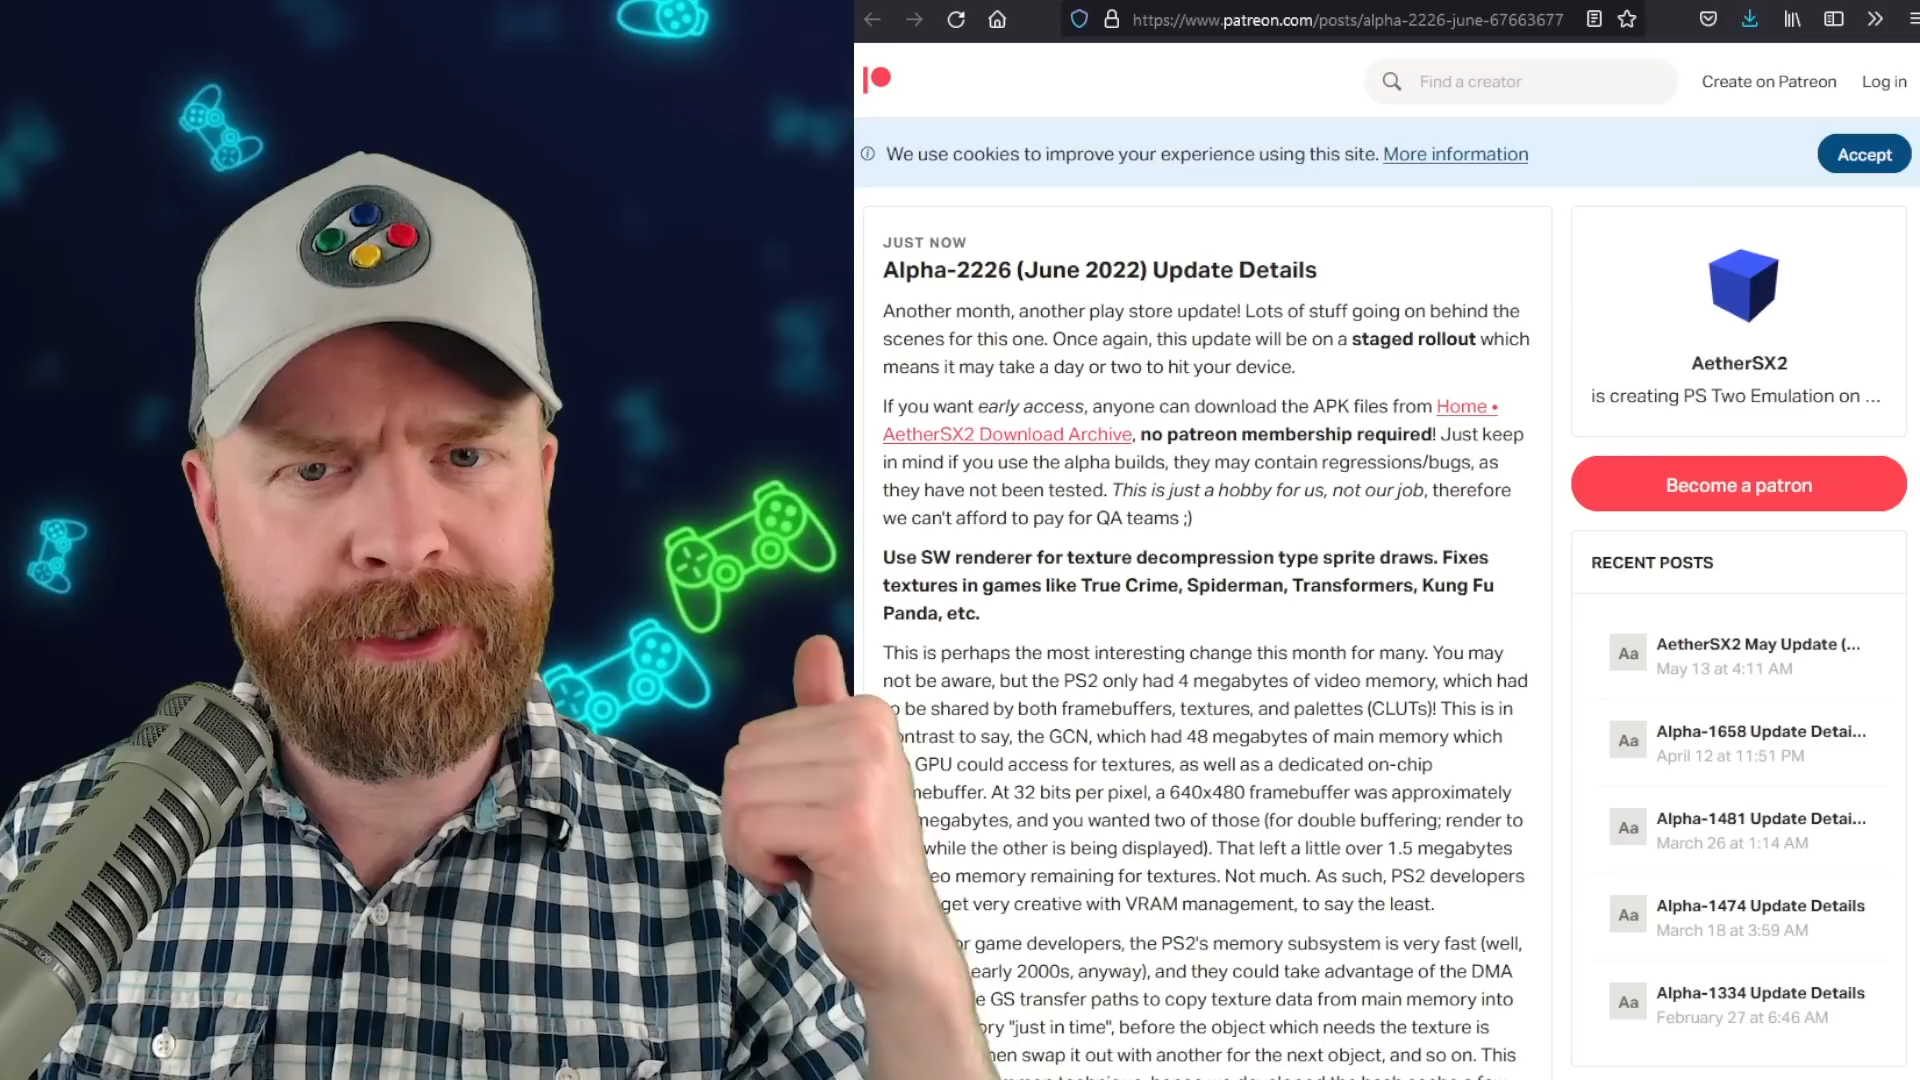 https://www.patreon.com/posts/alpha-2226-june-67663677
Find a creator
Create on Patreon
Log in
We use cookies to improve your experience using this site. More information
Accept
JUST NOW
Alpha-2226 (June 2022) Update Details
Another month, another play store update! Lots of stuff going on behind the
scenes for this one. Once again, this update will be on a staged rollout which
means it may take a day or two to hit your device.
If you want early access, anyone can download the APK files from Home •
AetherSX2 Download Archive, no patreon membership required! Just keep
in mind if you use the alpha builds, they may contain regressions/bugs, as
they have not been tested. This is just a hobby for us, not our job, therefore
we can't afford to pay for QA teams ;)
Use SW renderer for texture decompression type sprite draws. Fixes
textures in games like True Crime, Spiderman, Transformers, Kung Fu
Panda, etc.
This is perhaps the most interesting change this month for many. You may
not be aware, but the PS2 only had 4 megabytes of video memory, which had
be shared by both framebuffers, textures, and palettes (CLUTs)! This is in
to say, the GCN, which had 48 megabytes of main memory which
GPU could access for textures, as well as a dedicated on-chip
At 32 bits per pixel, a 640x480 framebuffer was approximately
and you wanted two of those (for double buffering; render to
while the other is being displayed). That left a little over 1.5 megabytes
memory remaining for textures. Not much. As such, PS2 developers
get very creative with VRAM management, to say the least.
game developers, the PS2's memory subsystem is very fast (well,
early 2000s, anyway), and they could take advantage of the DMA
GS transfer paths to copy texture data from main memory into
"just in time", before the object which needs the texture is
swap it out with another for the next object, and so on. This
AetherSX2
is creating PS Two Emulation on ...
Become a patron
RECENT POSTS
Aa
AetherSX2 May Update (...
May 13 at 4:11 AM
Aa
Alpha-1658 Update Detai...
April 12 at 11:51 PM
Aa
Alpha-1481 Update Detai...
March 26 at 1:14 AM
Aa
Alpha-1474 Update Details
March 18 at 3:59 AM
Aa
Alpha-1334 Update Details
February 27 at 6:46 AM